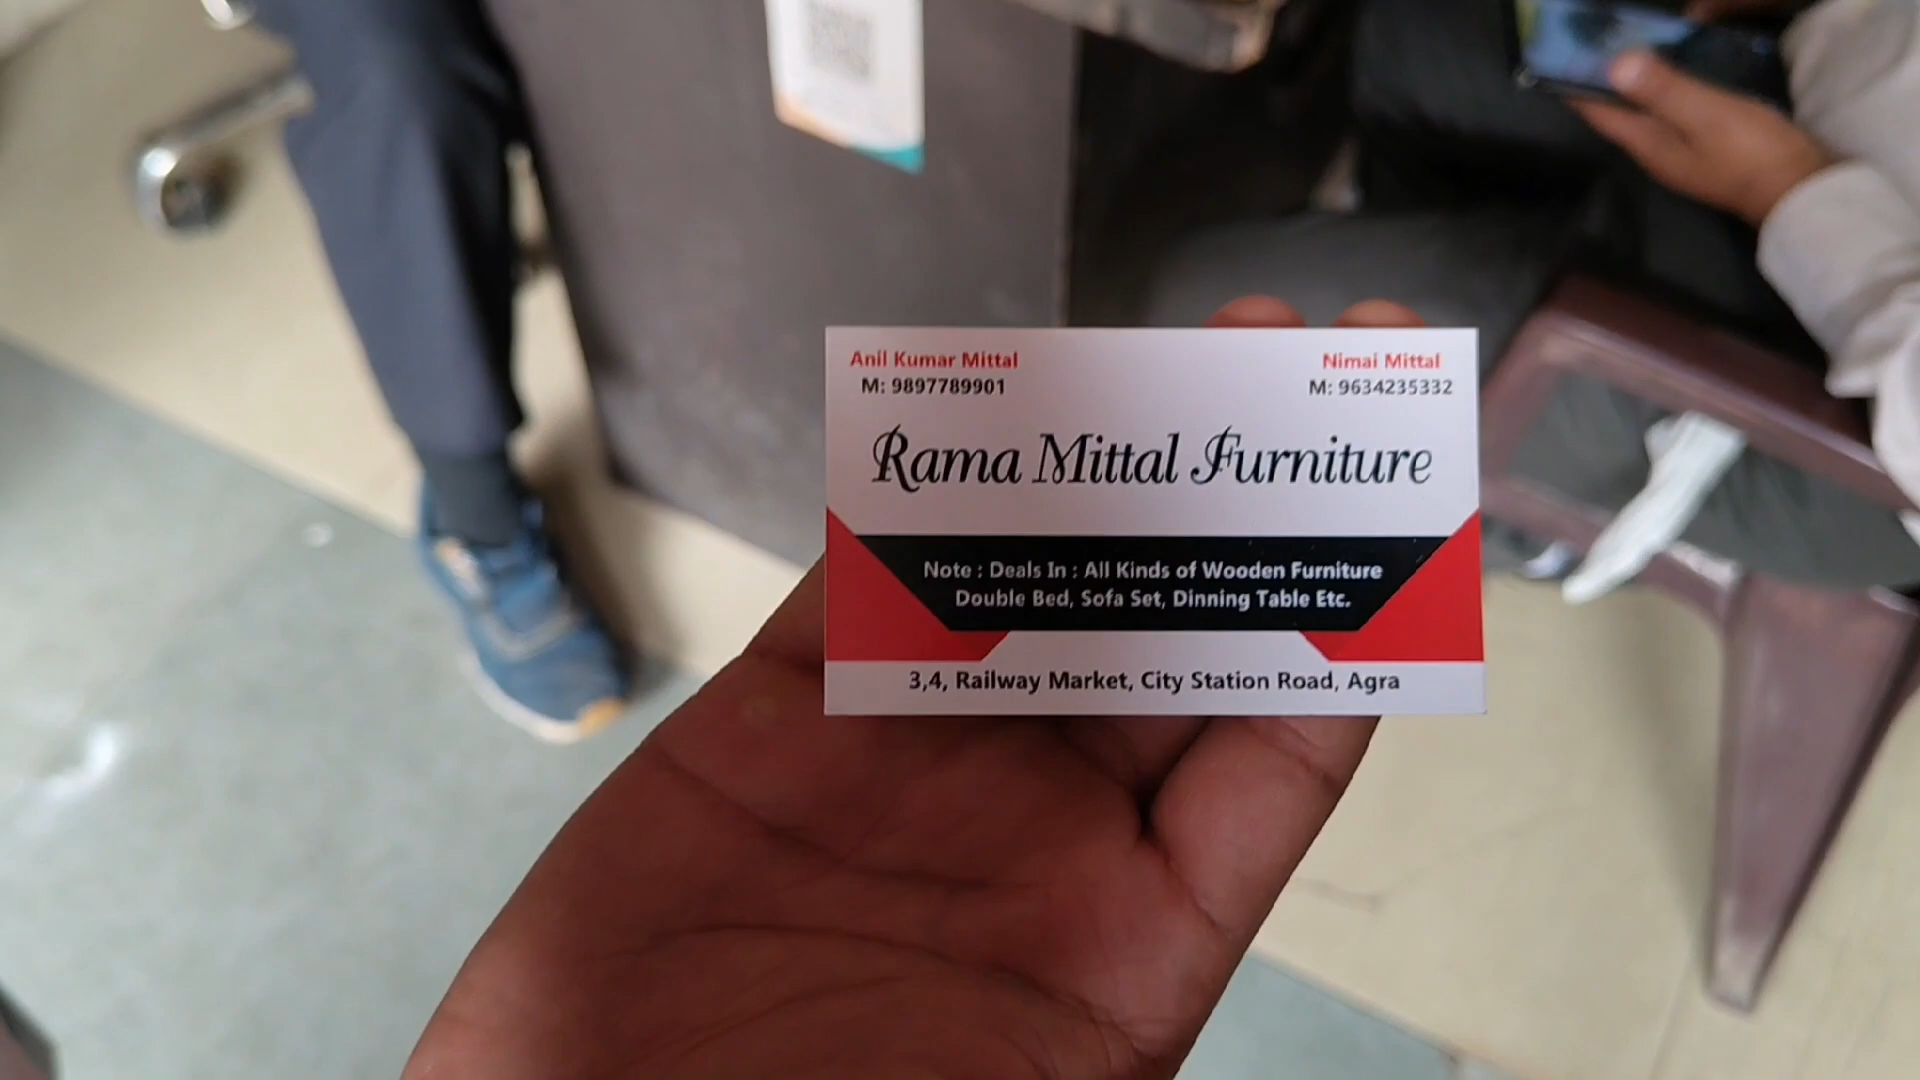 Anil Kumar Mittal
M: 9897789901
Nimai Mittal
M: 9634235332
Rama Mittal Furniture
Note : Deals In : All Kinds of Wooden Furniture
Double Bed, Sofa Set, Dinning Table Etc.
3,4, Railway Market, City Station Road, Agra